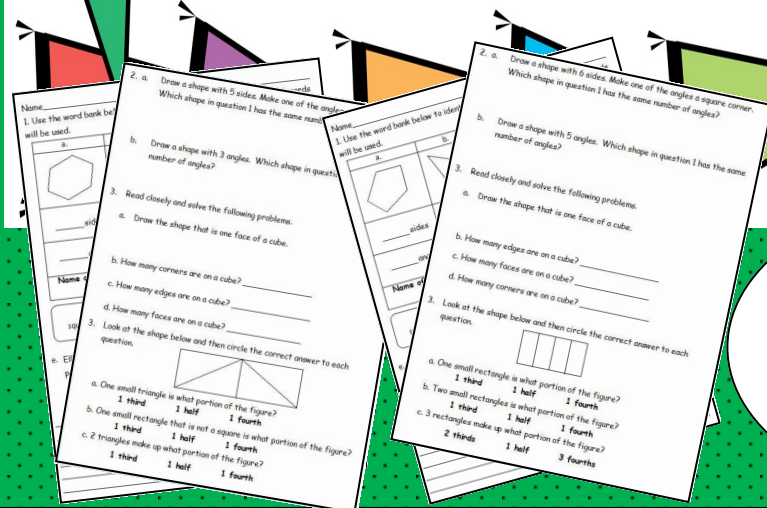 Name
1. Use the word bank be
will be used.
a.
sid
Name o
squ
e. Ell
2. a. Draw a shape with 5 sides. Make one of the angle
Which shape in question 1 has the same numb
b. Draw a shape with 3 angles. Which shape in questi
number of angles?
3. Read closely and solve the following problems.
a. Draw the shape that is one face of a cube.
b. How many corners are on a cube?
c. How many edges are on a cube?
d. How many faces are on a cube?
3. Look at the shape below and then circle the correct answer to each
question.
a. One small triangle is what portion of the figure?
1 third 1 half 1 fourth
b. One small rectangle that is not a square is what portion of the figure?
1 third 1 half 1 fourth
c. 2 triangles make up what portion of the figure?
1 third 1 half 1 fourth
Name
1. Use the word bank below to iden
will be used.
a. b.
sides
Name of
2. a. Draw a shape with 6 sides. Make one of the angles a square corner.
Which shape in question 1 has the same number of angles?
b. Draw a shape with 5 angles. Which shape in question 1 has the same
number of angles?
3. Read closely and solve the following problems.
a. Draw the shape that is one face of a cube.
b. How many edges are on a cube?
c. How many faces are on a cube?
d. How many corners are on a cube?
3. Look at the shape below and then circle the correct answer to each
question.
a. One small rectangle is what portion of the figure?
1 third 1 half 1 fourth
b. Two small rectangles is what portion of the figure?
1 third 1 half 1 fourth
c. 3 rectangles make up what portion of the figure?
2 thirds 1 half 3 fourths